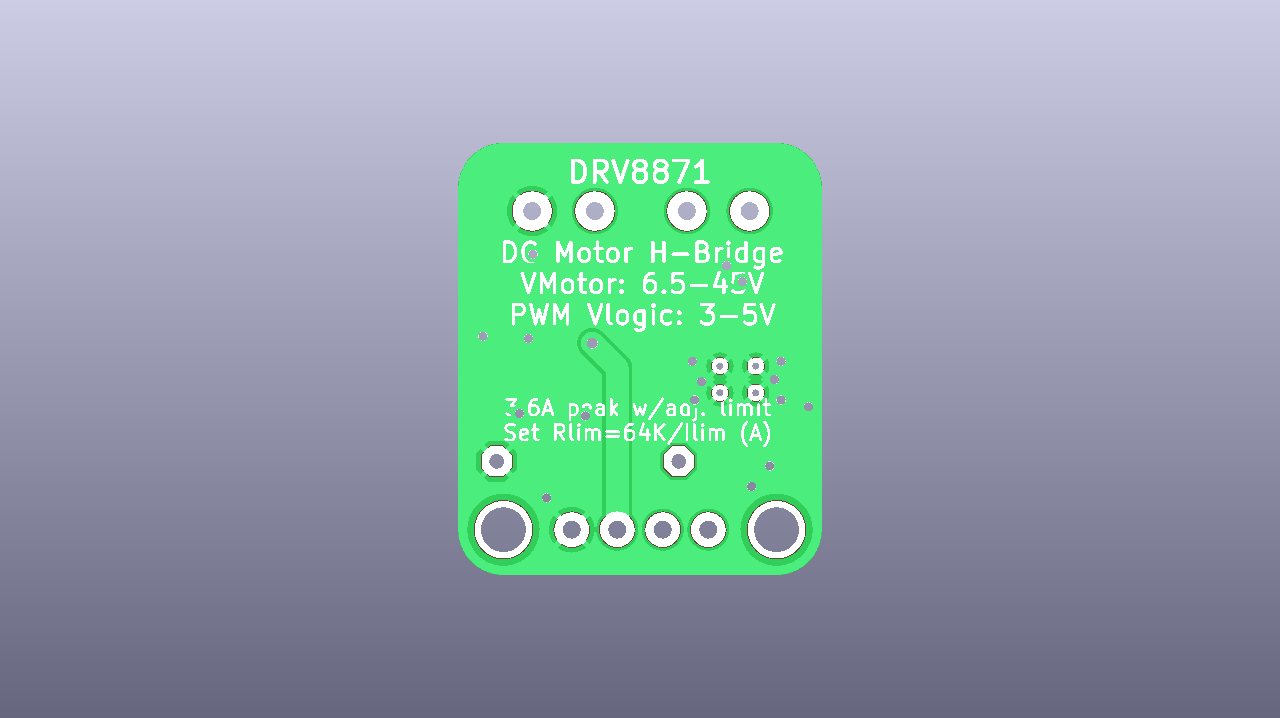 DRV8871
DC Motor H-Bridge
VMotor: 6.5-45V
PWM Vlogic: 3-5V
3.6A peak w/adj. limit
Set Rlim=64K/Ilim (A)